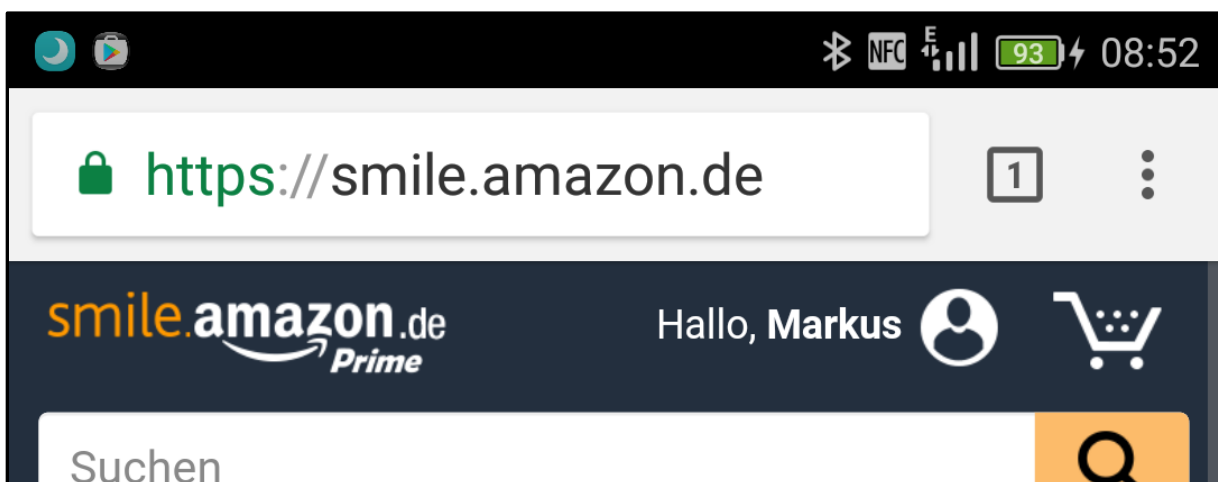 NFC E 93 08:52
https://smile.amazon.de 1
smile.amazon.de Hallo, Markus
Prime
Suchen